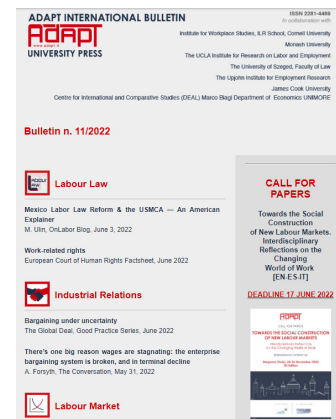 ADAPT INTERNATIONAL BULLETIN
ISSN 2281-4469
in collaboration with
ADAPT
www.adapt.it
UNIVERSITY PRESS
Institute for Workplace Studies, ILR School, Cornell University
Monash University
The UCLA Institute for Research on Labor and Employment
The University of Szeged, Faculty of Law
The Upjohn Institute for Employment Research
James Cook University
Centre for International and Comparative Studies (DEAL) Marco Biagi Department of Economics UNIMORE
Bulletin n. 11/2022
Labour Law
Mexico Labor Law Reform & the USMCA — An American
Explainer
M. Ulin, OnLabor Blog, June 3, 2022
Work-related rights
European Court of Human Rights Factsheet, June 2022
Industrial Relations
Bargaining under uncertainty
The Global Deal, Good Practice Series, June 2022
There's one big reason wages are stagnating: the enterprise
bargaining system is broken, and in terminal decline
A. Forsyth, The Conversation, May 31, 2022
Labour Market
CALL FOR
PAPERS
Towards the Social
Construction
of New Labour Markets.
Interdisciplinary
Reflections on the
Changing
World of Work
[EN-ES-IT]
DEADLINE 17 JUNE 2022
ADAPT
CALL FOR PAPERS
TOWARDS THE SOCIAL CONSTRUCTION
OF NEW LABOUR MARKETS